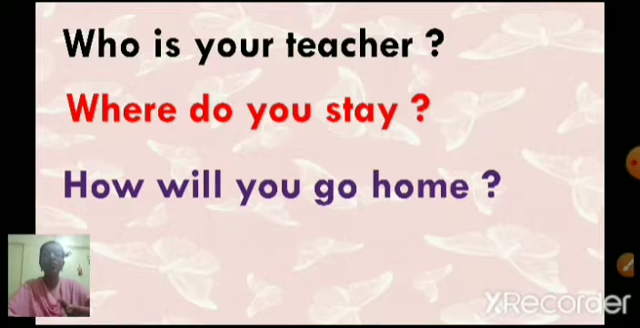 Who is your teacher ?
Where do you stay ?
How will you go home ?
XRecorder